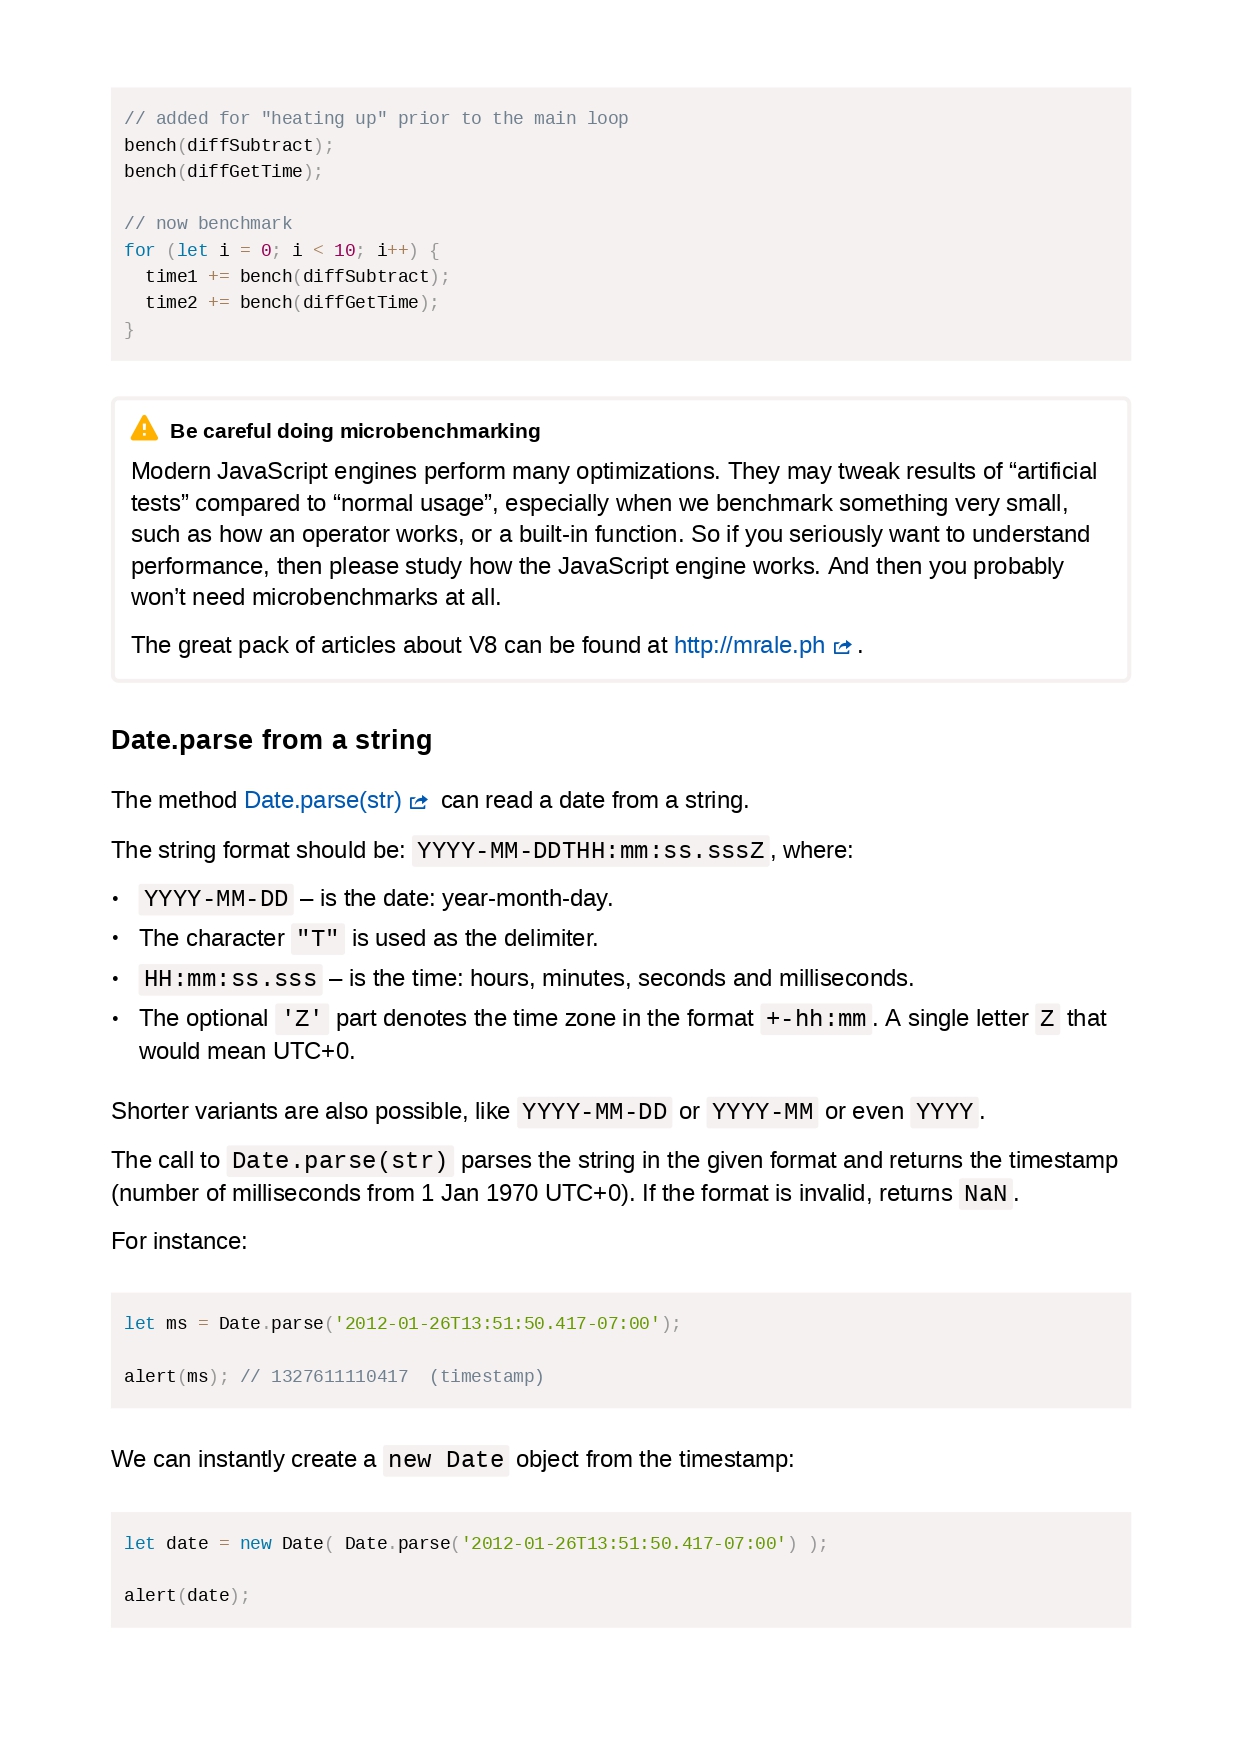 // added for "heating up" prior to the main loop
bench(diffSubtract);
bench(diffGetTime);
// now benchmark
for (let i = 0; i < 10; i++) {
  time1 += bench(diffSubtract);
  time2 += bench(diffGetTime);
}
Be careful doing microbenchmarking
Modern JavaScript engines perform many optimizations. They may tweak results of “artificial
tests” compared to “normal usage”, especially when we benchmark something very small,
such as how an operator works, or a built-in function. So if you seriously want to understand
performance, then please study how the JavaScript engine works. And then you probably
won’t need microbenchmarks at all.
The great pack of articles about V8 can be found at http://mrale.ph .
Date.parse from a string
The method Date.parse(str) can read a date from a string.
The string format should be: YYYY-MM-DDTHH:mm:ss.sssZ , where:
• YYYY-MM-DD – is the date: year-month-day.
• The character "T" is used as the delimiter.
• HH:mm:ss.sss – is the time: hours, minutes, seconds and milliseconds.
• The optional 'Z' part denotes the time zone in the format +-hh:mm . A single letter Z that
would mean UTC+0.
Shorter variants are also possible, like YYYY-MM-DD or YYYY-MM or even YYYY .
The call to Date.parse(str) parses the string in the given format and returns the timestamp
(number of milliseconds from 1 Jan 1970 UTC+0). If the format is invalid, returns NaN .
For instance:
let ms = Date.parse('2012-01-26T13:51:50.417-07:00');
alert(ms); // 1327611110417  (timestamp)
We can instantly create a new Date object from the timestamp:
let date = new Date( Date.parse('2012-01-26T13:51:50.417-07:00') );
alert(date);